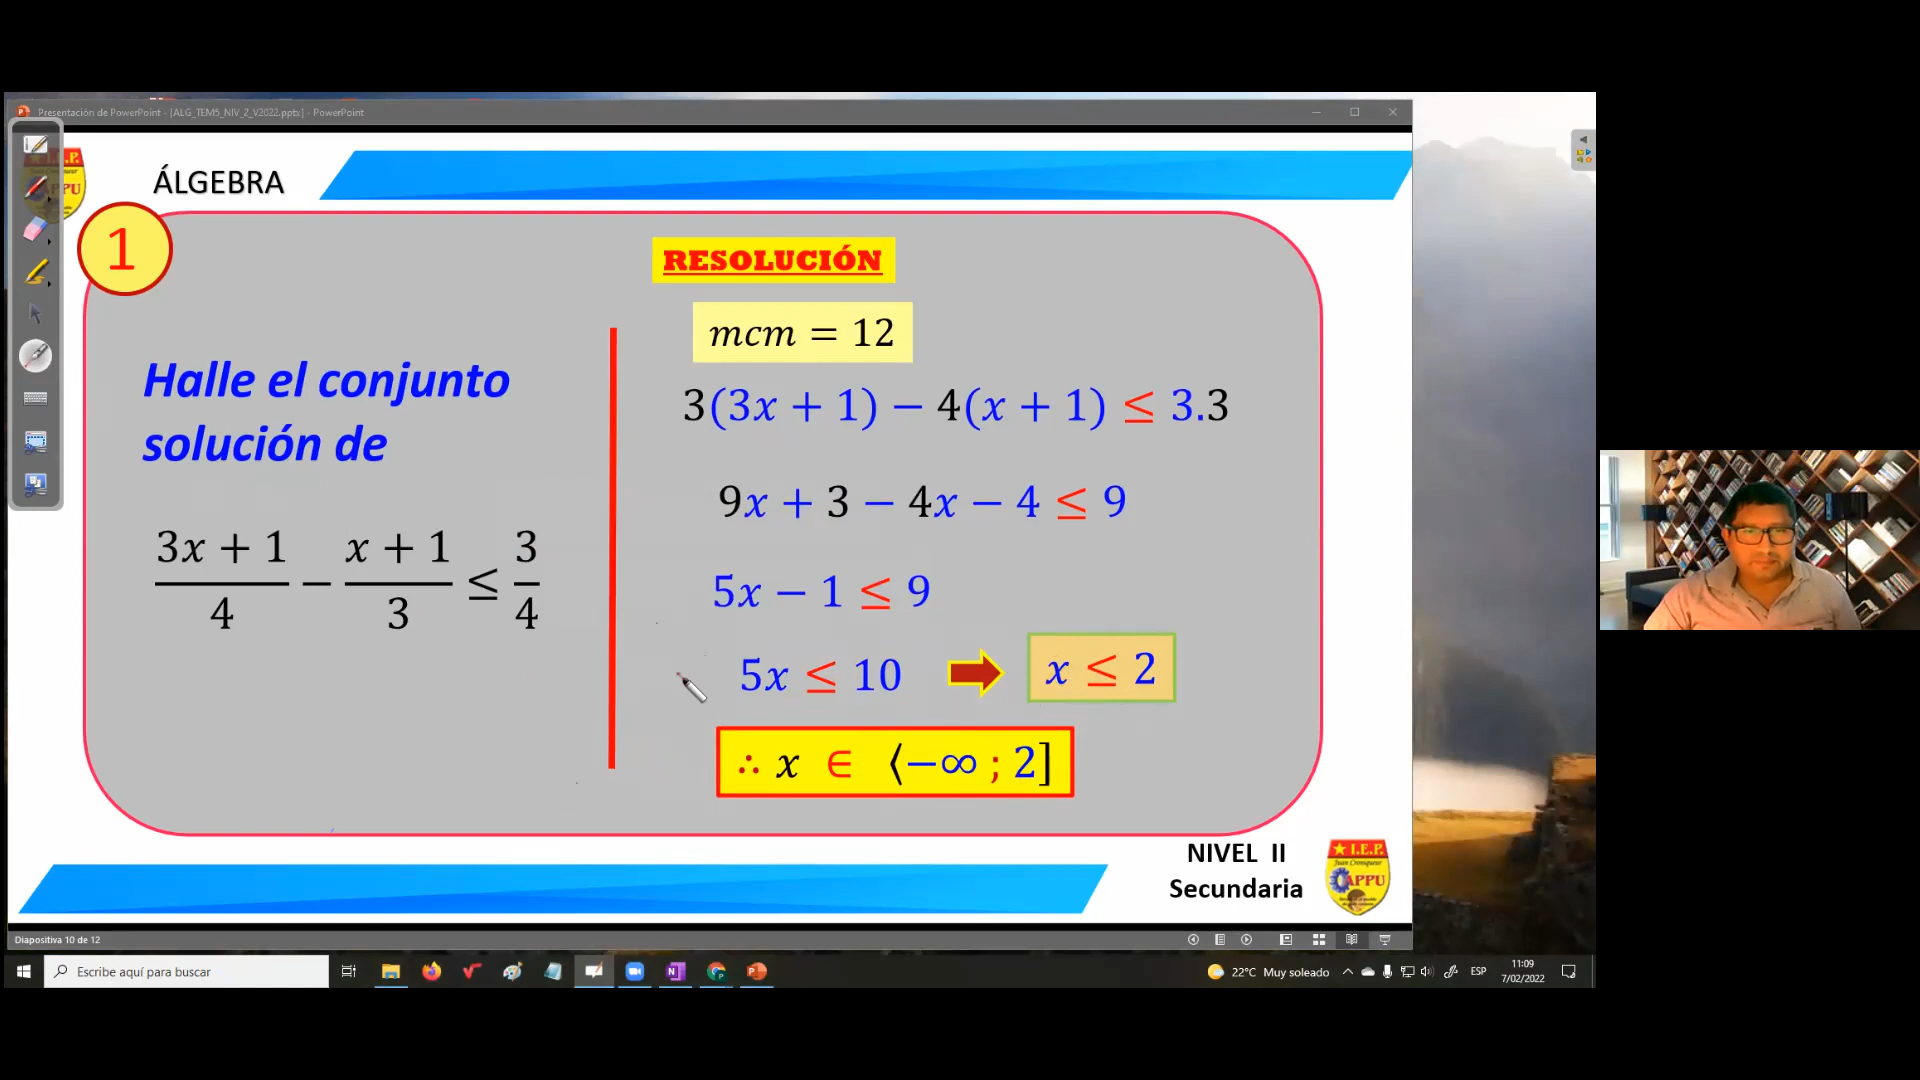 Presentación de PowerPoint - [ALG_TEM5_NIV_2_V2022.pptx] - PowerPoint
ÁLGEBRA
1
Halle el conjunto
solución de
\frac{3x + 1}{4} − \frac{x + 1}{3} ≤ \frac{3}{4}
RESOLUCIÓN
mcm = 12
3(3x + 1) − 4(x + 1) ≤ 3.3
9x + 3 − 4x − 4 ≤ 9
5x − 1 ≤ 9
5x ≤ 10
x ≤ 2
∴ x ∈ ⟨−∞ ; 2]
NIVEL II
Secundaria
I.E.P.
APPU
Diapositiva 10 de 12
Escribe aquí para buscar
22°C Muy soleado
ESP
11:09
7/02/2022